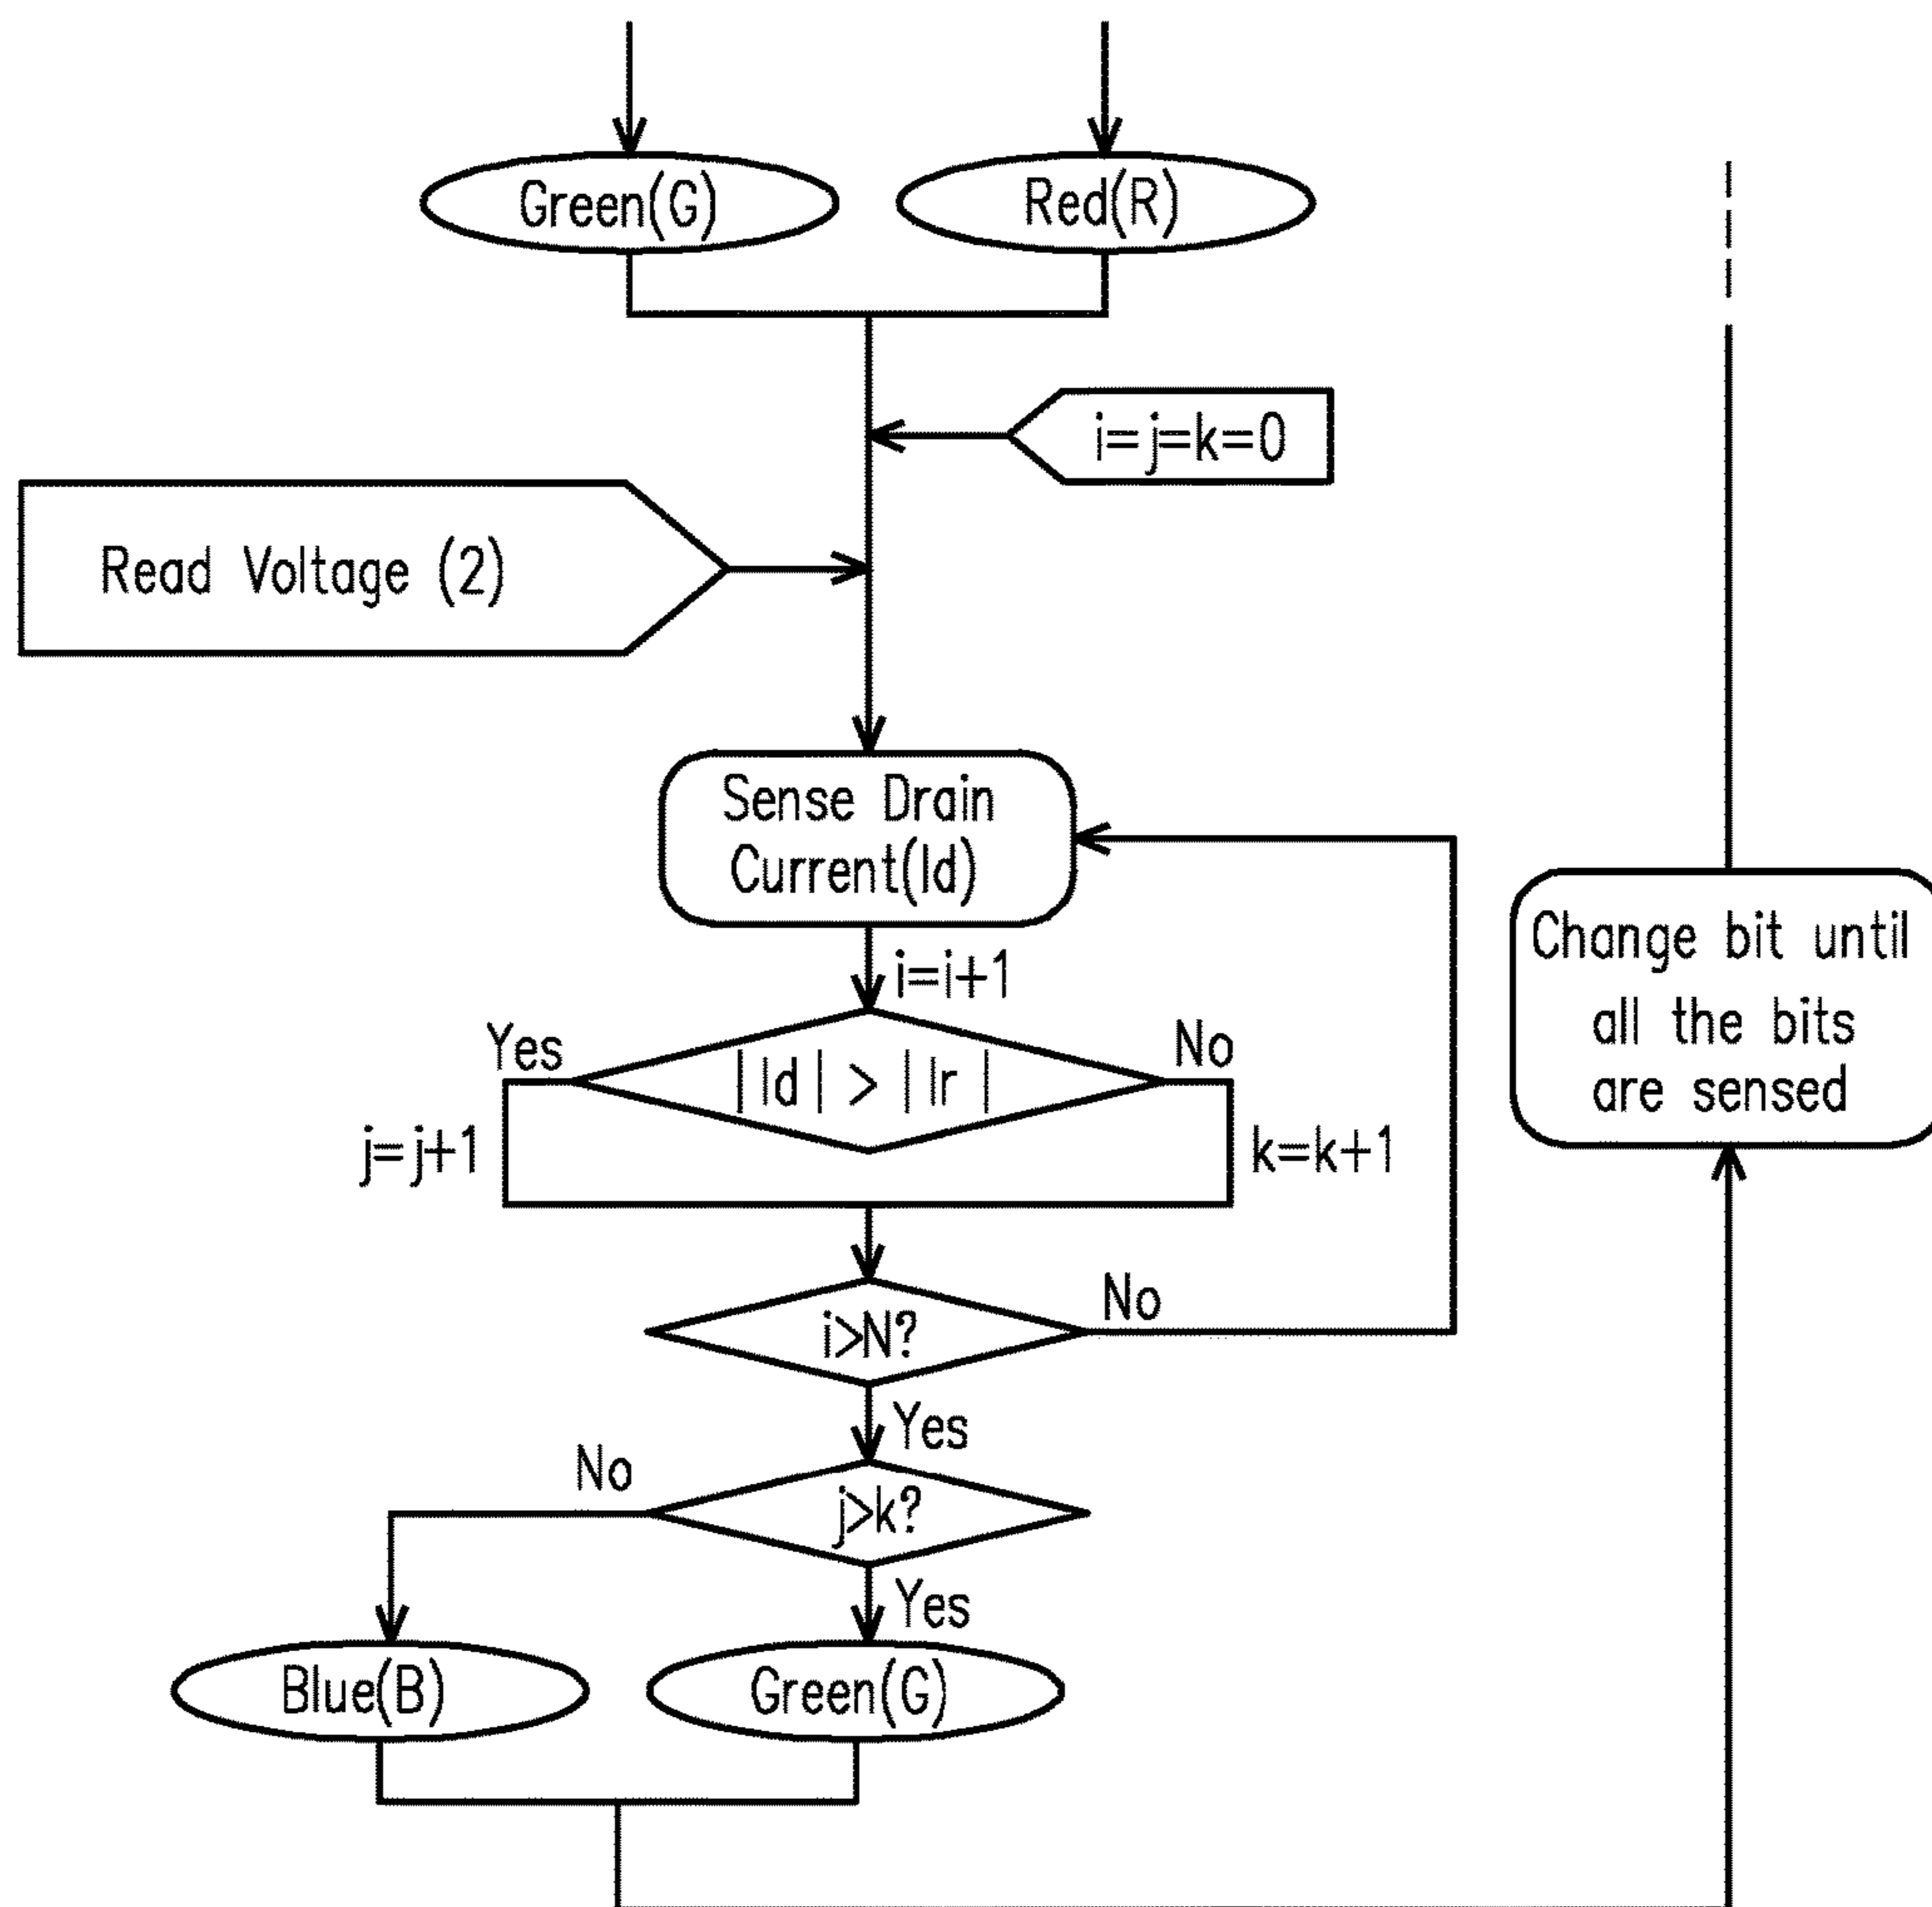 Green(G)
Red(R)
i=j=k=0
Read Voltage (2)
Sense Drain
Current(Id)
i=i+1
Yes
|Id| > |Ir|
No
j=j+1
k=k+1
Change bit until
all the bits
are sensed
i>N?
No
Yes
No
j>k?
Yes
Blue(B)
Green(G)